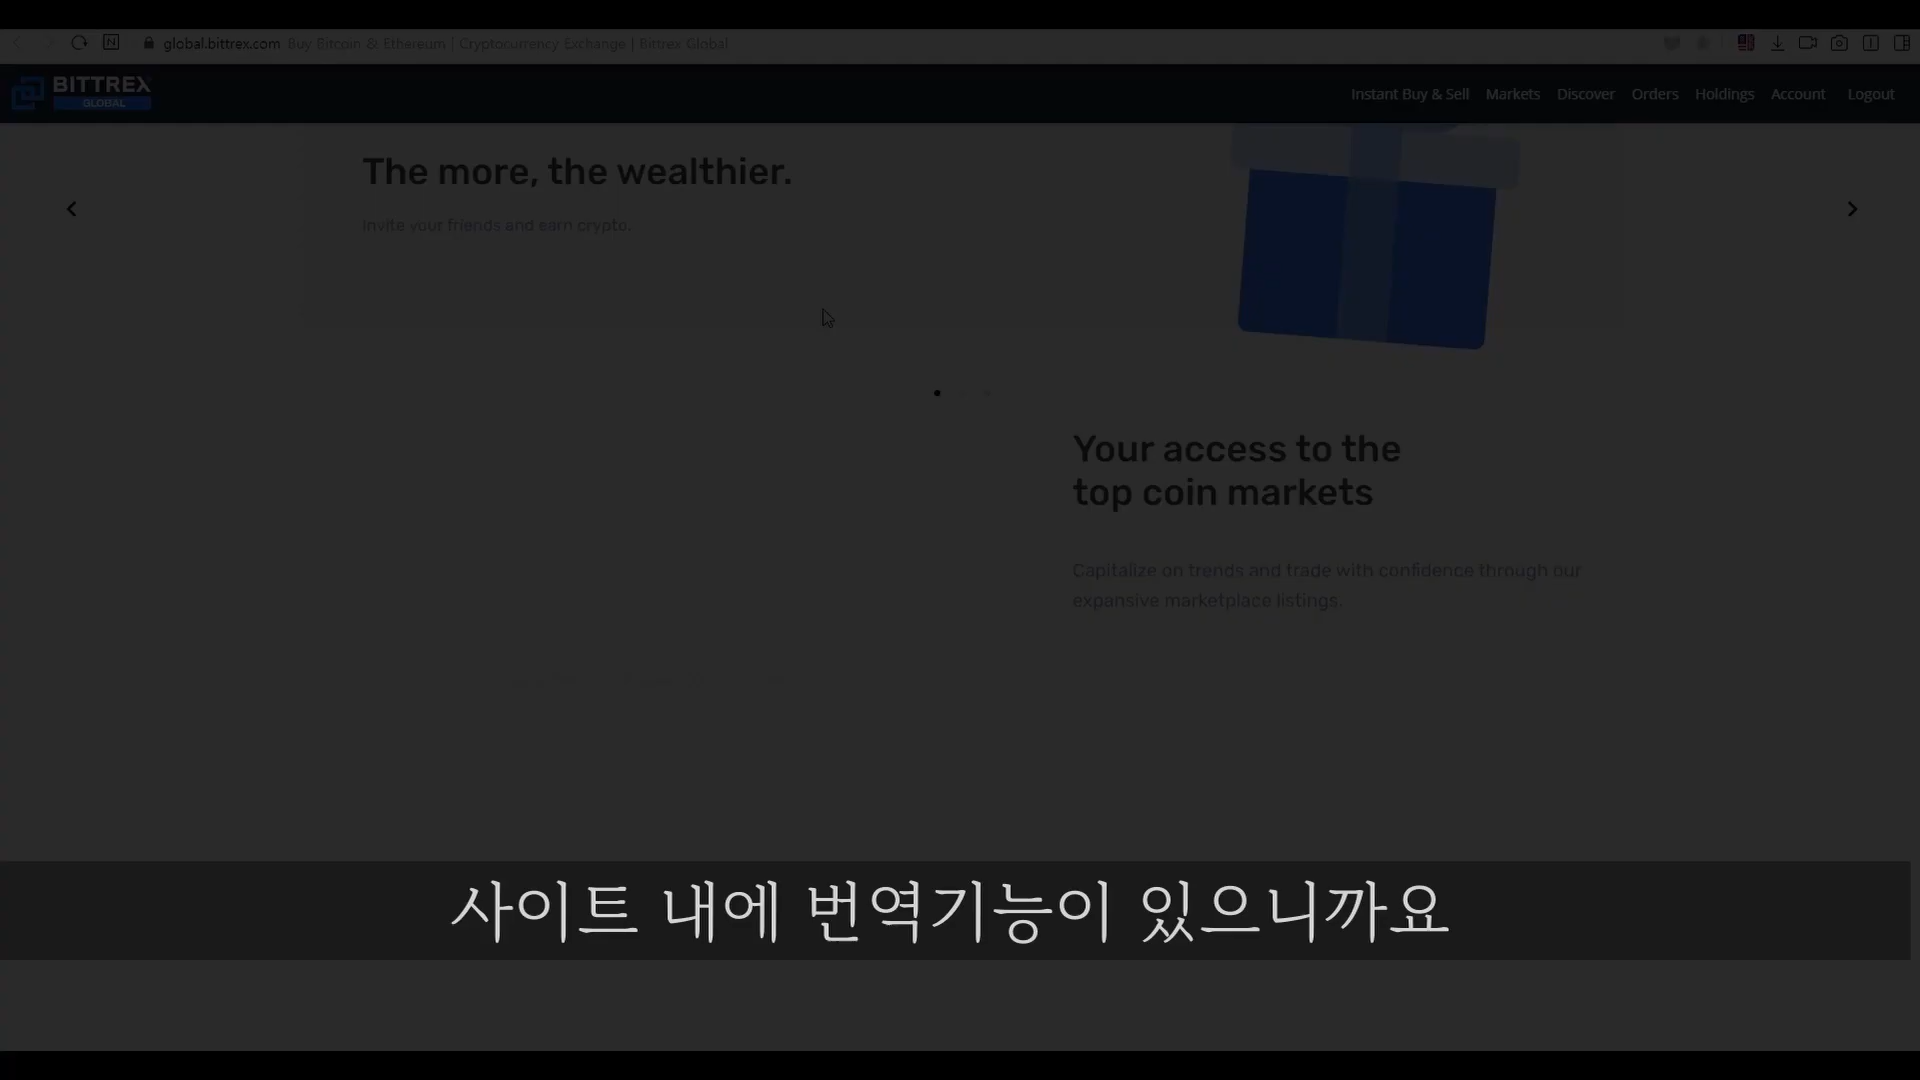 global.bittrex.com Buy Bitcoin & Ethereum | Cryptocurrency Exchange | Bittrex Global
BITTREX
GLOBAL
Instant Buy & Sell Markets Discover Orders Holdings Account Logout
The more, the wealthier.
Invite your friends and earn crypto.
Your access to the
top coin markets
Capitalize on trends and trade with confidence through our
expansive marketplace listings.
사이트 내에 번역기능이 있으니까요